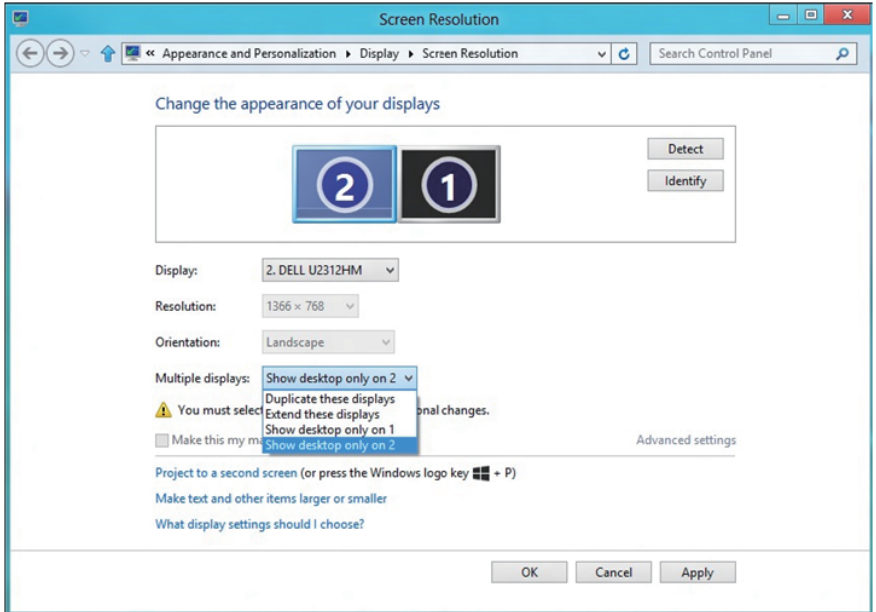 Screen Resolution
« Appearance and Personalization Display Screen Resolution Search Control Panel
Change the appearance of your displays
2 1
Detect
Identify
Display: 2. DELL U2312HM
Resolution: 1366 × 768
Orientation: Landscape
Multiple displays: Show desktop only on 2
Duplicate these displays
You must onal changes.
Extend these displays
Show desktop only on 1
Make this my Advanced settings
Show desktop only on 2
Project to a second screen (or press the Windows logo key + P)
Make text and other items larger or smaller
What display settings should I choose?
OK Cancel Apply